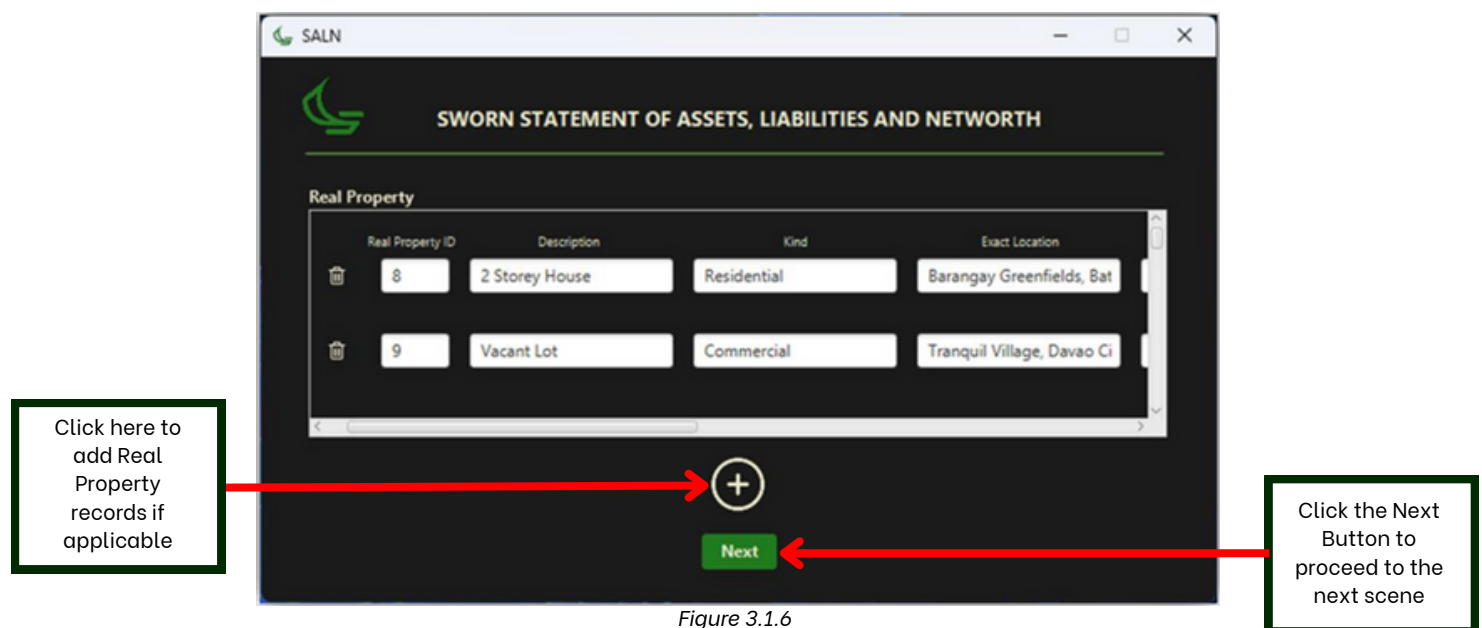 SALN
SWORN STATEMENT OF ASSETS, LIABILITIES AND NETWORTH
Real Property
Real Property ID Description Kind Exact Location
8 2 Storey House Residential Barangay Greenfields, Bat
9 Vacant Lot Commercial Tranquil Village, Davao Ci
Click here to
add Real
Property
records if
applicable
Next
Click the Next
Button to
proceed to the
next scene
Figure 3.1.6